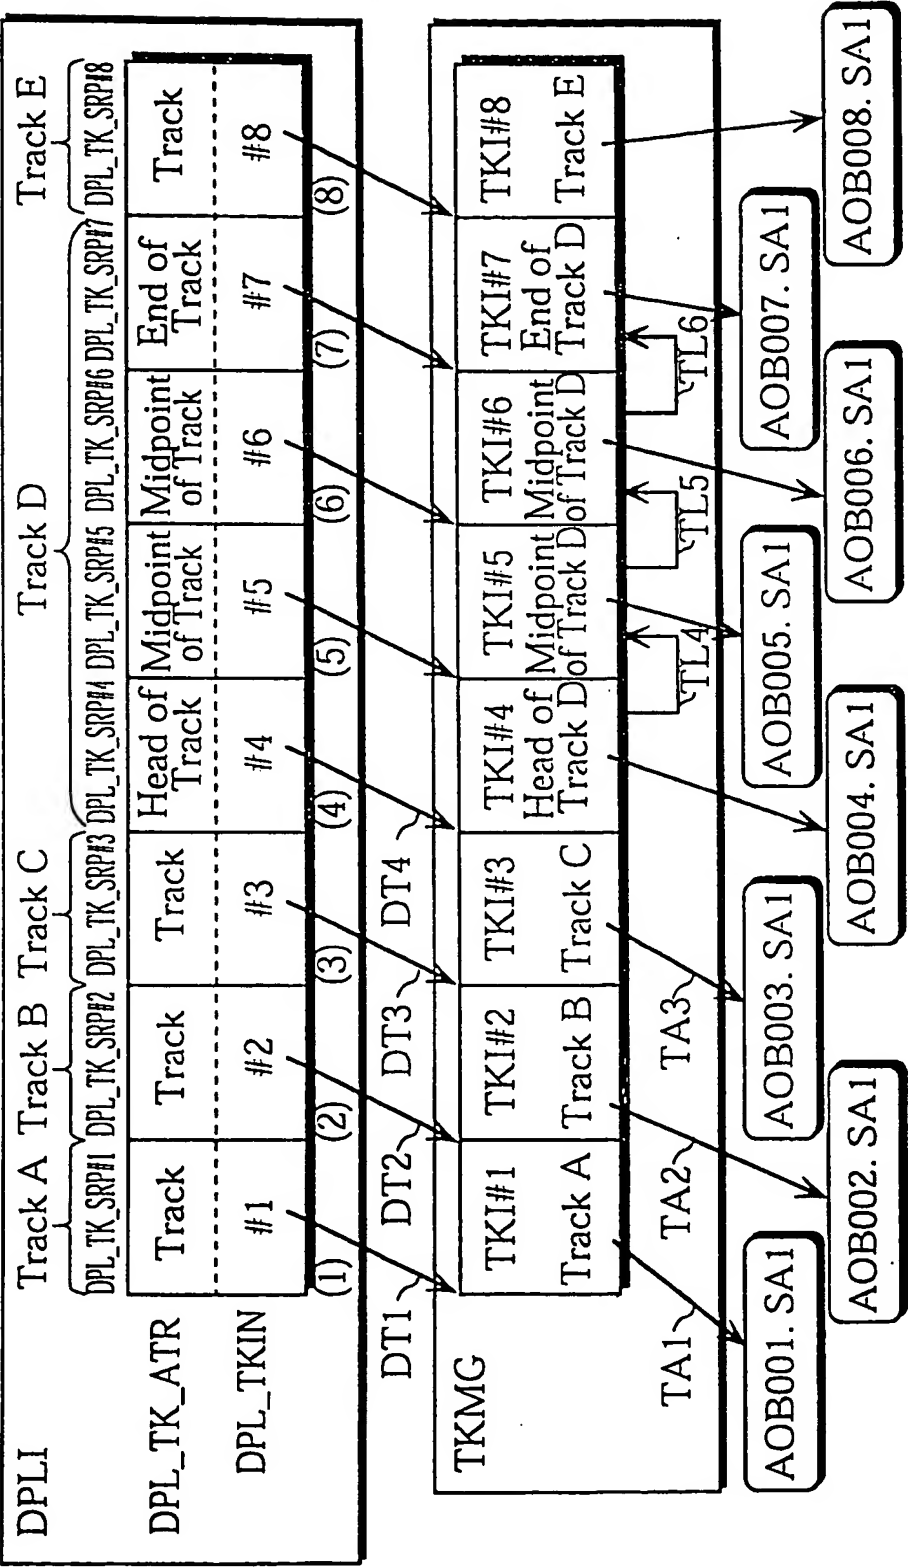 DPLI
Track A
Track B
Track C
Track D
Track E
DPL_TK_SRP#1
DPL_TK_SRP#2
DPL_TK_SRP#3
DPL_TK_SRP#4
DPL_TK_SRP#5
DPL_TK_SRP#6
DPL_TK_SRP#7
DPL_TK_SRP#8
DPL_TK_ATR
Track
Track
Track
Head of
Track
Midpoint
of Track
Midpoint
of Track
End of
Track
Track
DPL_TKIN
#1
#2
#3
#4
#5
#6
#7
#8
(1)
(2)
(3)
(4)
(5)
(6)
(7)
(8)
DT1
DT2
DT3
DT4
TKMG
TKI#1
Track A
TKI#2
Track B
TKI#3
Track C
TKI#4
Head of
Track D
TKI#5
Midpoint
of Track D
TKI#6
Midpoint
of Track D
TKI#7
End of
Track D
TKI#8
Track E
TA1
TA2
TA3
TL4
TL5
TL6
AOB001. SA1
AOB002. SA1
AOB003. SA1
AOB004. SA1
AOB005. SA1
AOB006. SA1
AOB007. SA1
AOB008. SA1